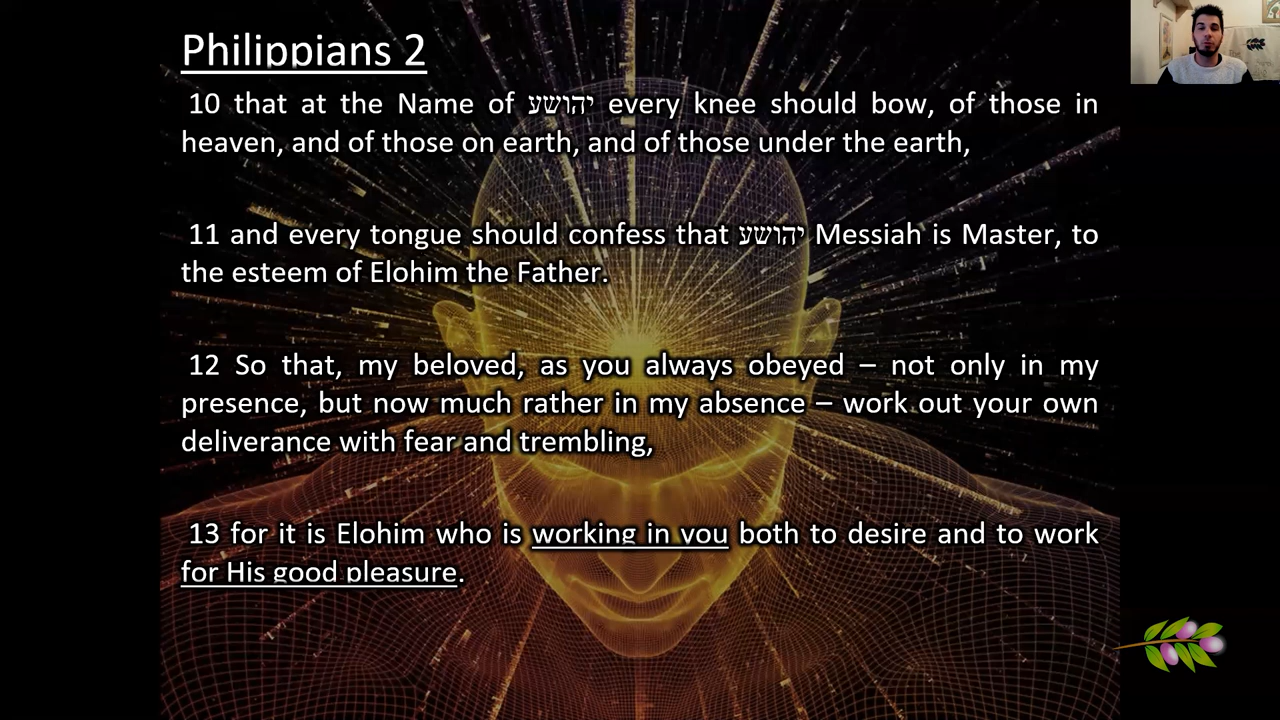 Philippians 2
10 that at the Name of יהושע every knee should bow, of those in
heaven, and of those on earth, and of those under the earth,
11 and every tongue should confess that יהושע Messiah is Master, to
the esteem of Elohim the Father.
12 So that, my beloved, as you always obeyed – not only in my
presence, but now much rather in my absence – work out your own
deliverance with fear and trembling,
13 for it is Elohim who is working in you both to desire and to work
for His good pleasure.